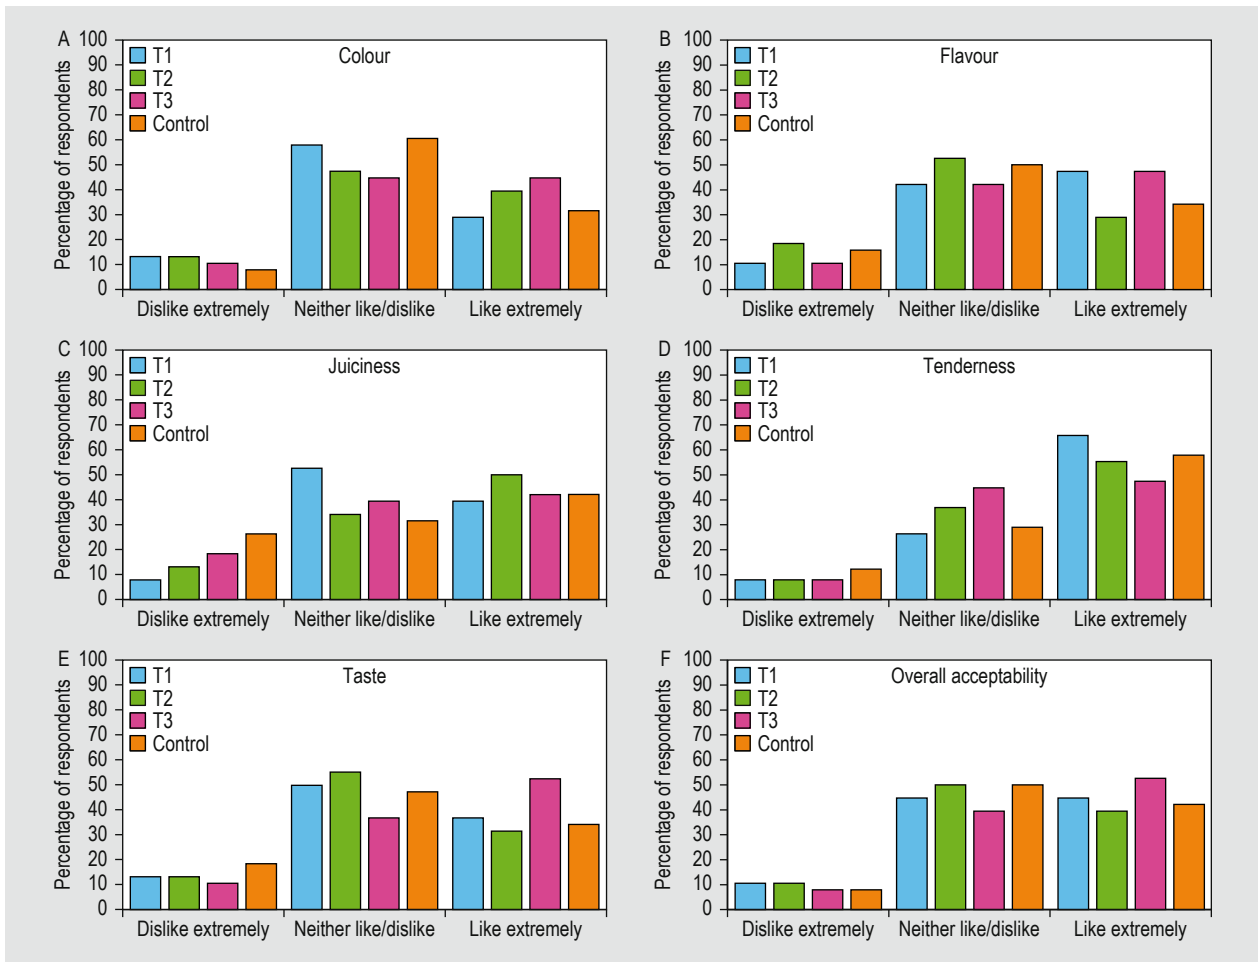 A
Colour
Percentage of respondents
100
90
80
70
60
50
40
30
20
10
0
T1
T2
T3
Control
Dislike extremely Neither like/dislike Like extremely
B
Flavour
Percentage of respondents
100
90
80
70
60
50
40
30
20
10
0
T1
T2
T3
Control
Dislike extremely Neither like/dislike Like extremely
C
Juiciness
Percentage of respondents
100
90
80
70
60
50
40
30
20
10
0
T1
T2
T3
Control
Dislike extremely Neither like/dislike Like extremely
D
Tenderness
Percentage of respondents
100
90
80
70
60
50
40
30
20
10
0
T1
T2
T3
Control
Dislike extremely Neither like/dislike Like extremely
E
Taste
Percentage of respondents
100
90
80
70
60
50
40
30
20
10
0
T1
T2
T3
Control
Dislike extremely Neither like/dislike Like extremely
F
Overall acceptability
Percentage of respondents
100
90
80
70
60
50
40
30
20
10
0
T1
T2
T3
Control
Dislike extremely Neither like/dislike Like extremely